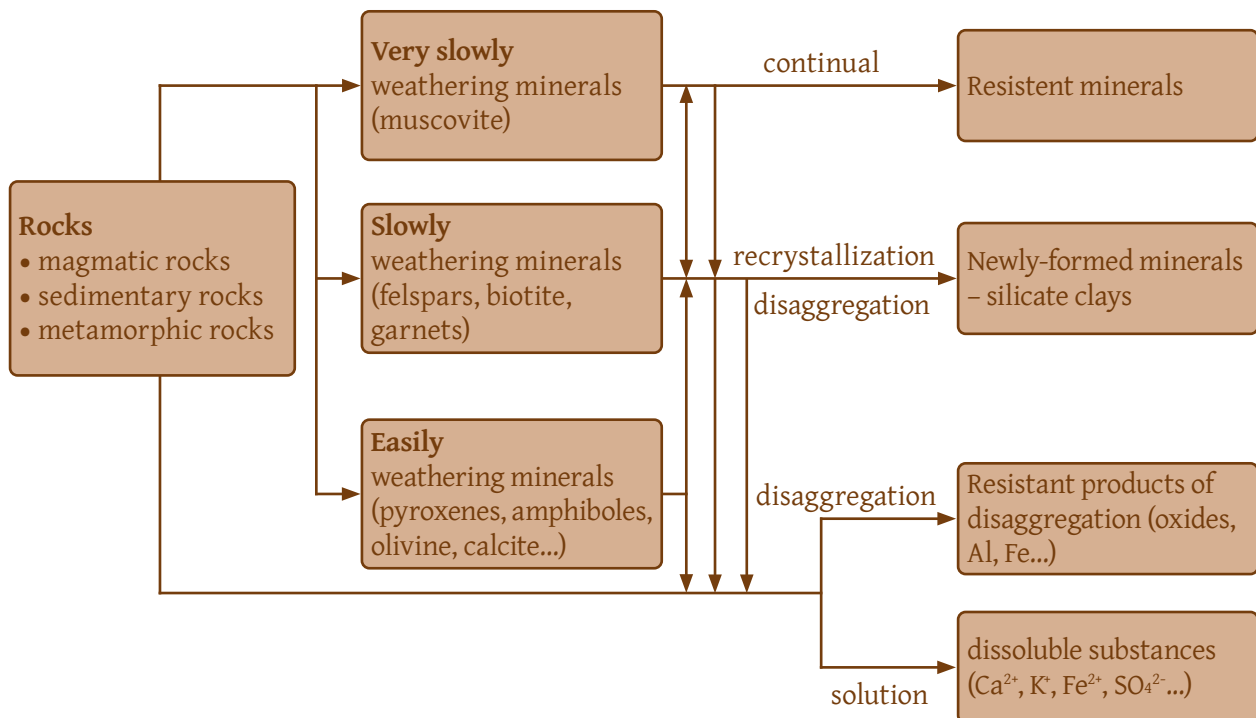 Very slowly
weathering minerals
(muscovite)
continual
Resistent minerals
Rocks
• magmatic rocks
• sedimentary rocks
• metamorphic rocks
Slowly
weathering minerals
(felspars, biotite,
garnets)
recrystallization
disaggregation
Newly-formed minerals
– silicate clays
Easily
weathering minerals
(pyroxenes, amphiboles,
olivine, calcite...)
disaggregation
Resistant products of
disaggregation (oxides,
Al, Fe...)
solution
dissoluble substances
(Ca²⁺, K⁺, Fe²⁺, SO₄²⁻...)